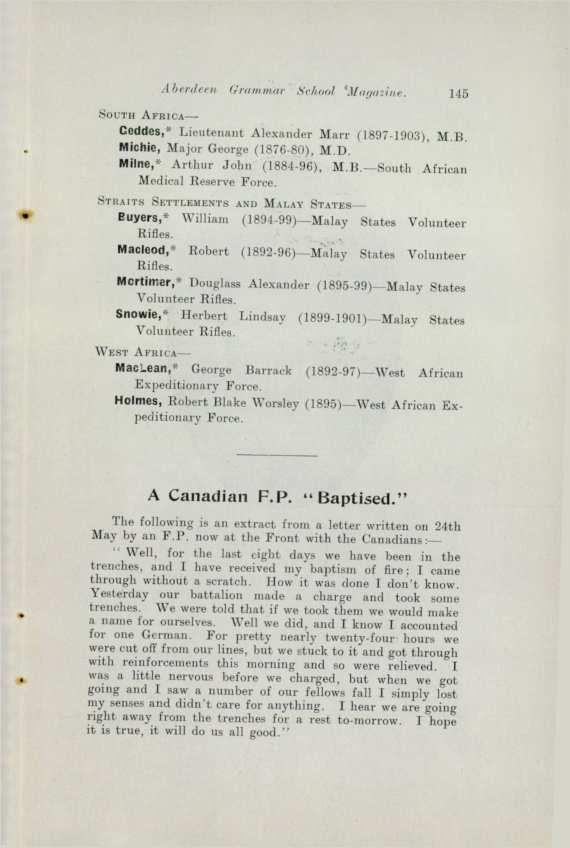 Aberdeen Grammar School Magazine. 145
SOUTH AFRICA—
Geddes,* Lieutenant Alexander Marr (1897-1903), M.B.
Michie, Major George (1876-80), M.D.
Milne,* Arthur John (1884-96), M.B.—South African
Medical Reserve Force.
STRAITS SETTLEMENTS AND MALAY STATES—
Buyers,* William (1894-99)—Malay States Volunteer
Rifles.
Macleod,* Robert (1892-96)—Malay States Volunteer
Rifles.
Mortimer,* Douglass Alexander (1895-99)—Malay States
Volunteer Rifles.
Snowie,* Herbert Lindsay (1899-1901)—Malay States
Volunteer Rifles.
WEST AFRICA—
MacLean,* George Barrack (1892-97)—West African
Expeditionary Force.
Holmes, Robert Blake Worsley (1895)—West African Ex-
peditionary Force.
A Canadian F.P. "Baptised."
The following is an extract from a letter written on 24th
May by an F.P. now at the Front with the Canadians:—
" Well, for the last eight days we have been in the
trenches, and I have received my baptism of fire; I came
through without a scratch. How it was done I don't know.
Yesterday our battalion made a charge and took some
trenches. We were told that if we took them we would make
a name for ourselves. Well we did, and I know I accounted
for one German. For pretty nearly twenty-four hours we
were cut off from our lines, but we stuck to it and got through
with reinforcements this morning and so were relieved. I
was a little nervous before we charged, but when we got
going and I saw a number of our fellows fall I simply lost
my senses and didn't care for anything. I hear we are going
right away from the trenches for a rest to-morrow. I hope
it is true, it will do us all good."